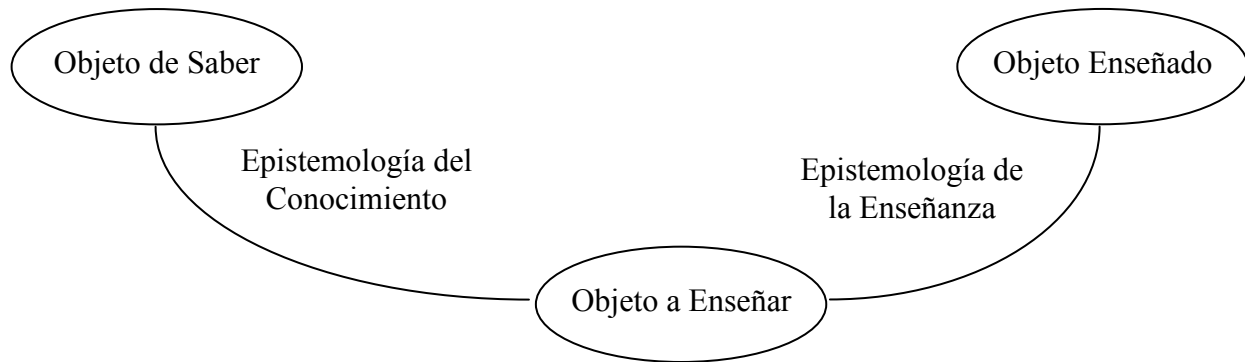 Objeto de Saber
Objeto Enseñado
Epistemología del
Conocimiento
Epistemología de
la Enseñanza
Objeto a Enseñar